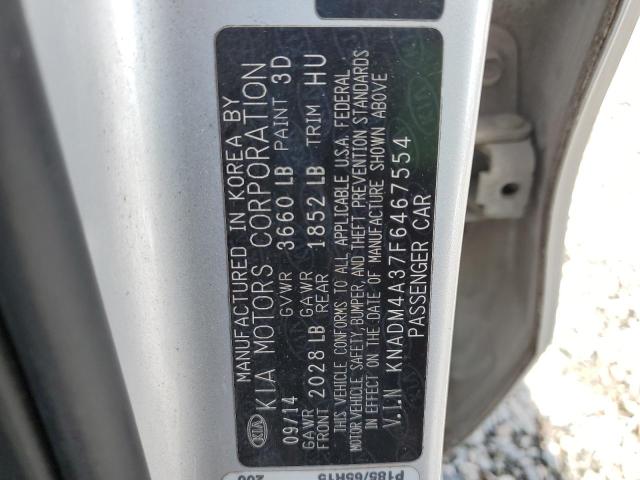 MANUFACTURED IN KOREA BY
KIA KIA MOTORS CORPORATION
09/14 GVWR 3660 LB PAINT 3D
GAWR FRONT 2028 LB GAWR REAR 1852 LB TRIM HU
THIS VEHICLE CONFORMS TO ALL APPLICABLE U.S.A. FEDERAL
MOTOR VEHICLE SAFETY, BUMPER, AND THEFT PREVENTION STANDARDS
IN EFFECT ON THE DATE OF MANUFACTURE SHOWN ABOVE
V.I.N KNADM4A37F6467554
PASSENGER CAR
P185/65R15